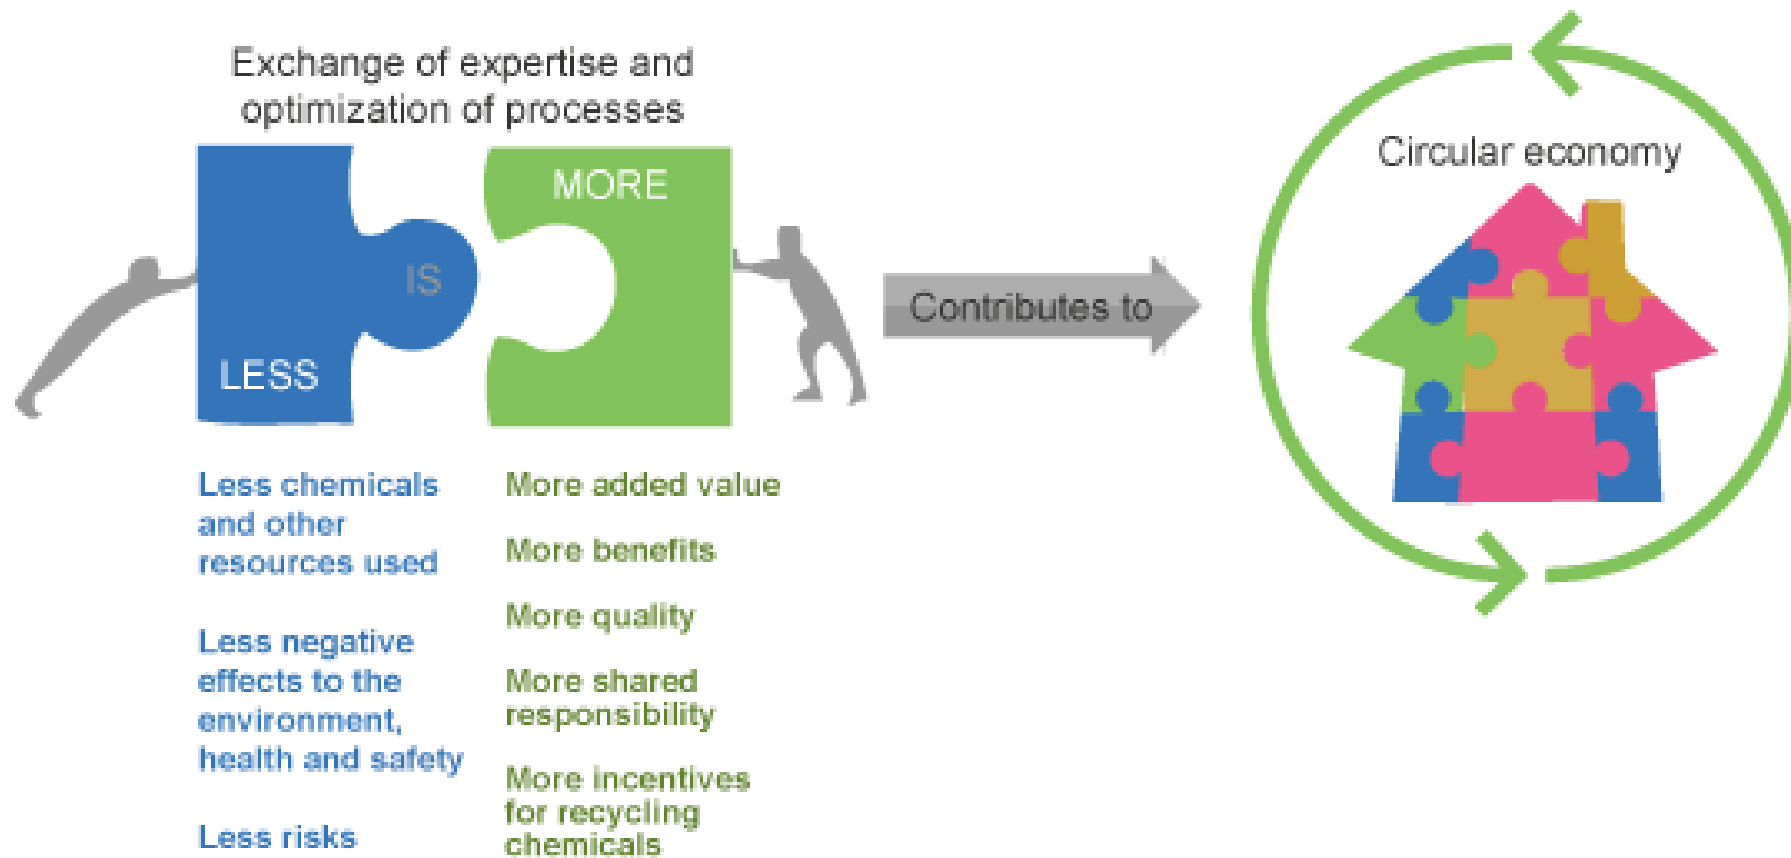 Exchange of expertise and
optimization of processes
MORE
IS
LESS
Less chemicals
and other
resources used
Less negative
effects to the
environment,
health and safety
Less risks
More added value
More benefits
More quality
More shared
responsibility
More incentives
for recycling
chemicals
Contributes to
Circular economy